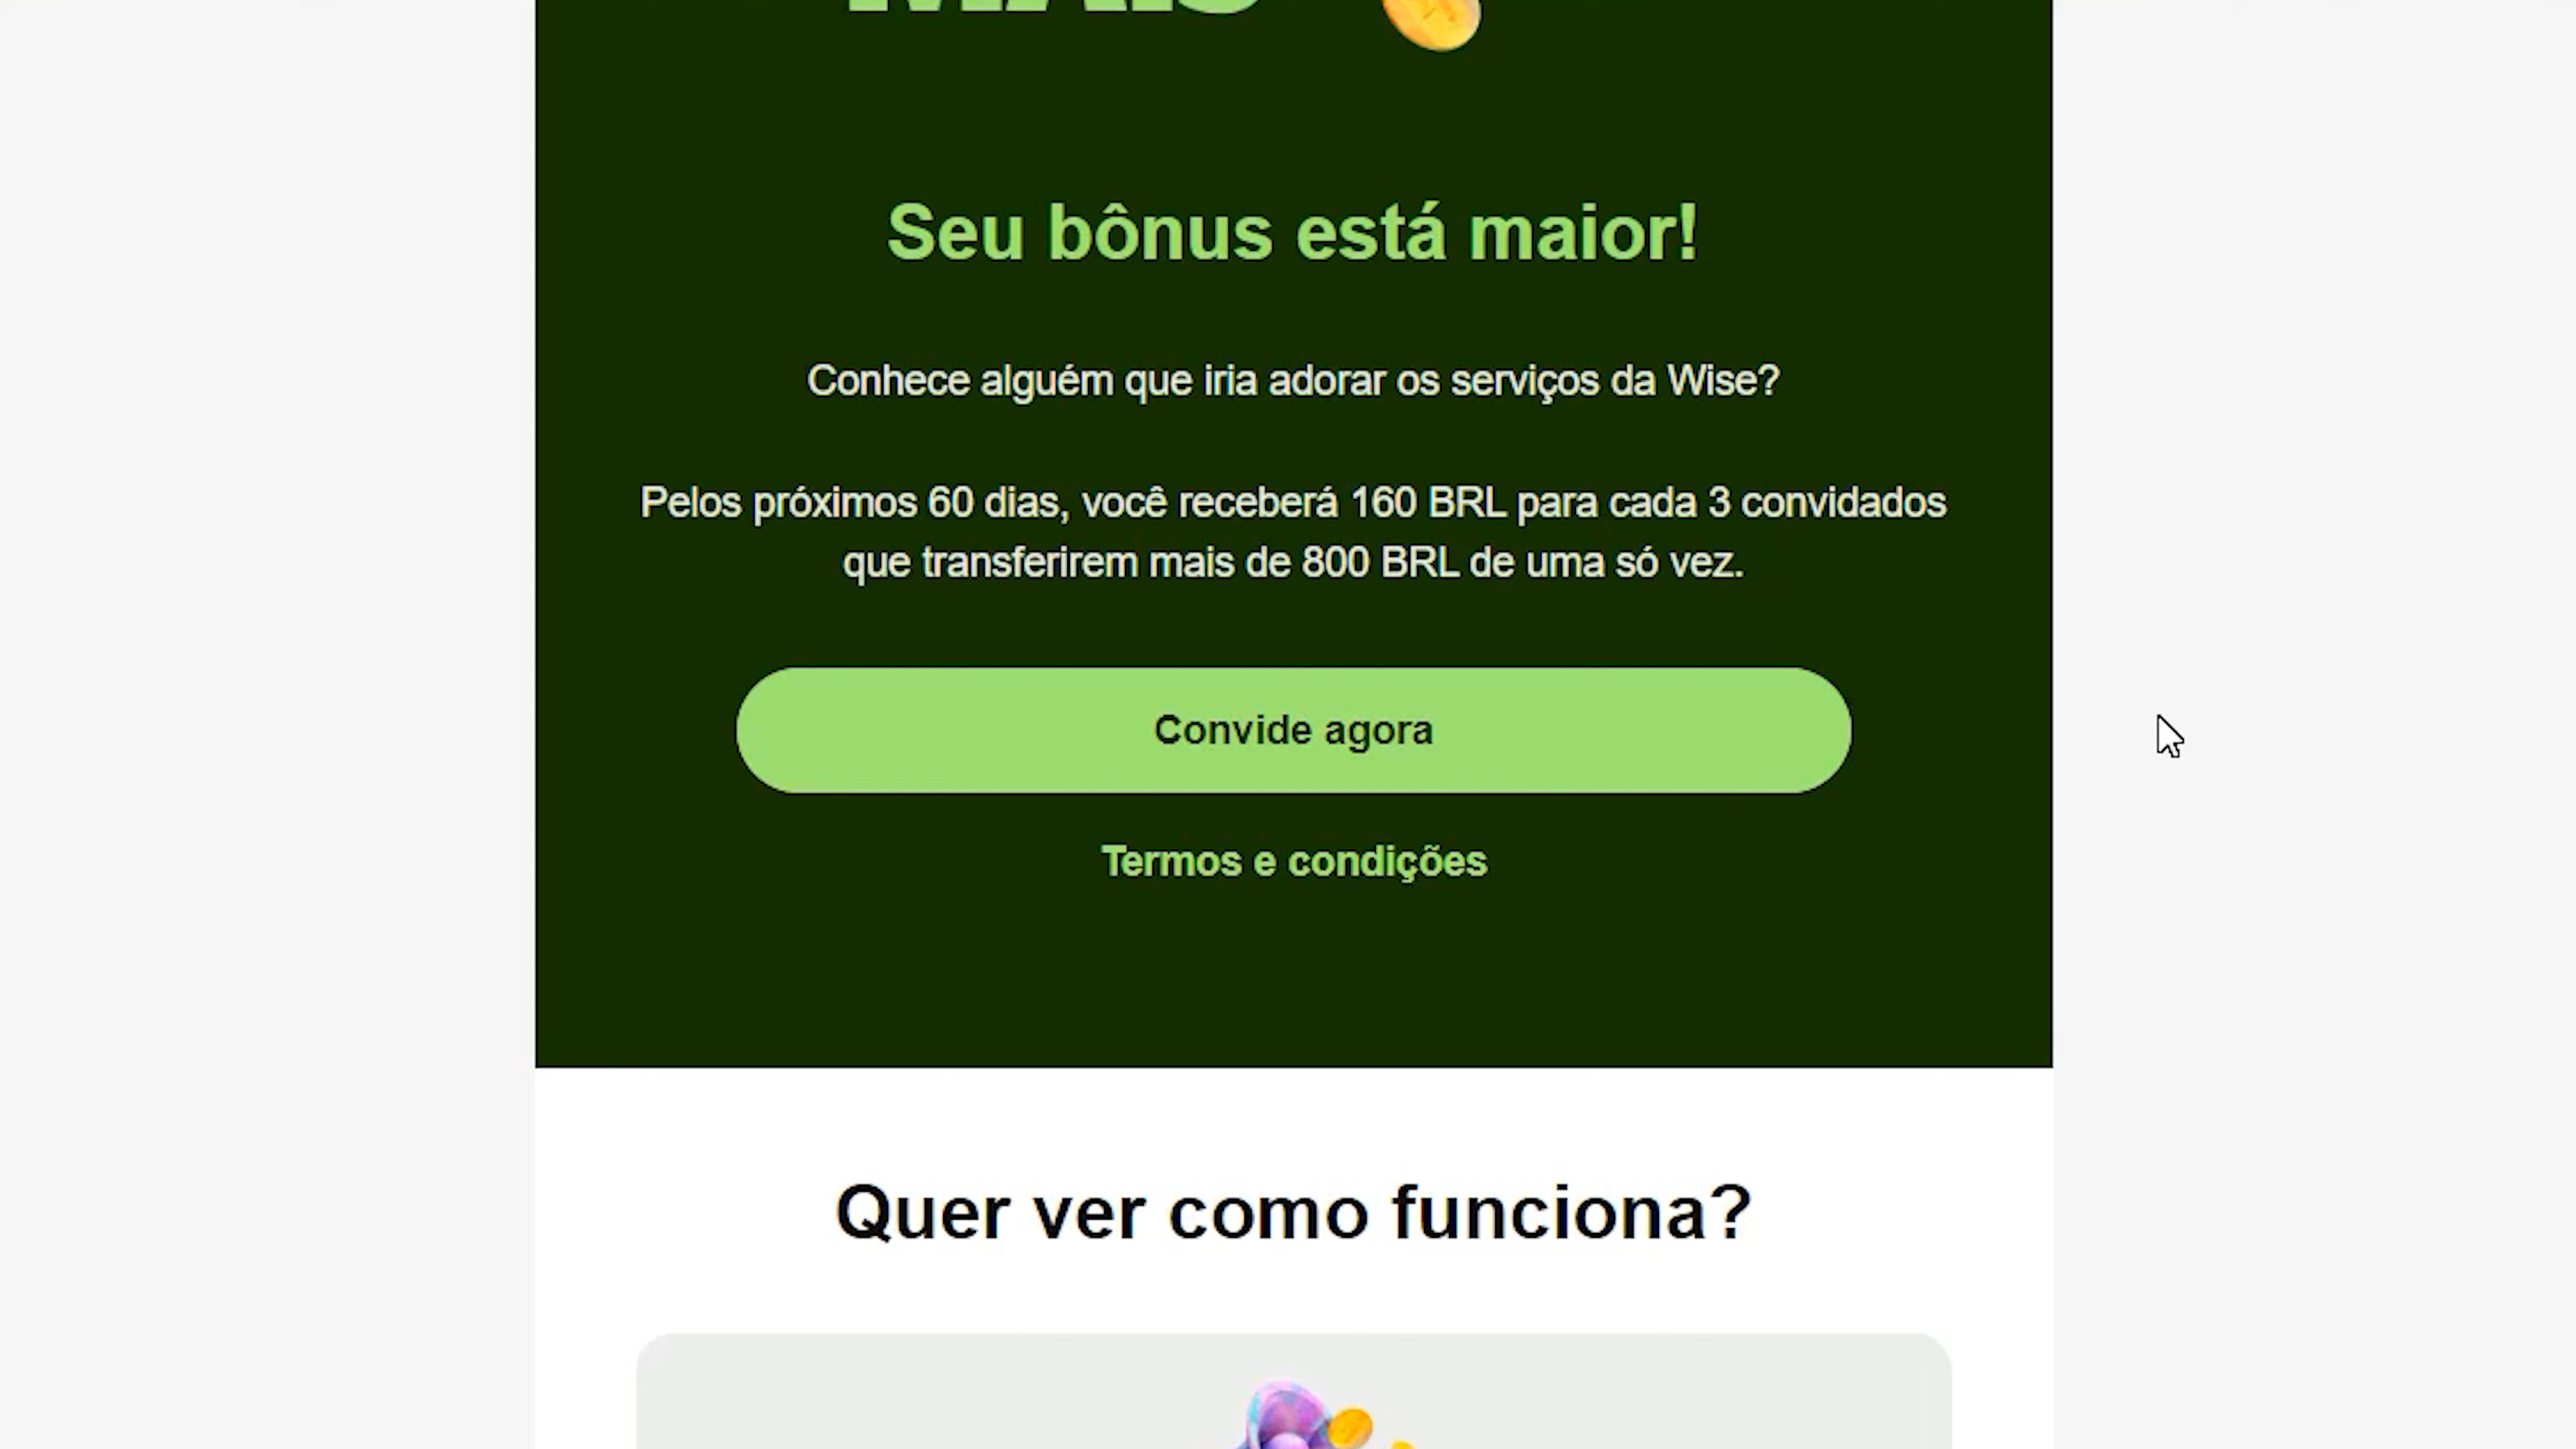 MAIS
Seu bônus está maior!
Conhece alguém que iria adorar os serviços da Wise?
Pelos próximos 60 dias, você receberá 160 BRL para cada 3 convidados
que transferirem mais de 800 BRL de uma só vez.
Convide agora
Termos e condições
Quer ver como funciona?